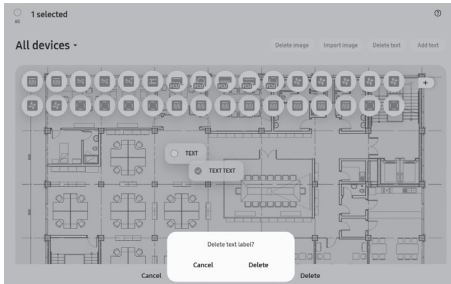 1 selected
All
All devices
Delete image
Import image
Delete text
Add text
TEXT
TEXT TEXT
Delete text label?
Cancel
Delete
Cancel
Delete